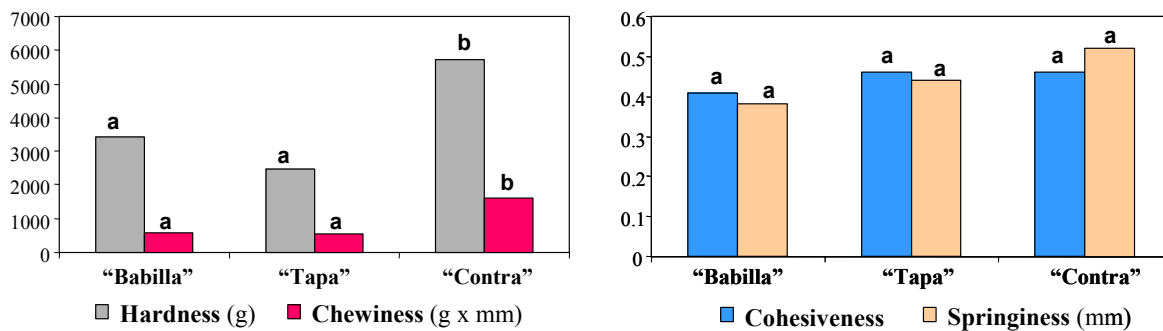 7000
6000
5000
4000
3000
2000
1000
0
a
a
a
a
b
b
“Babilla” “Tapa” “Contra”
Hardness (g) Chewiness (g x mm)
0.6
0.5
0.4
0.3
0.2
0.1
0
a
a
a
a
a
a
“Babilla” “Tapa” “Contra”
Cohesiveness Springiness (mm)